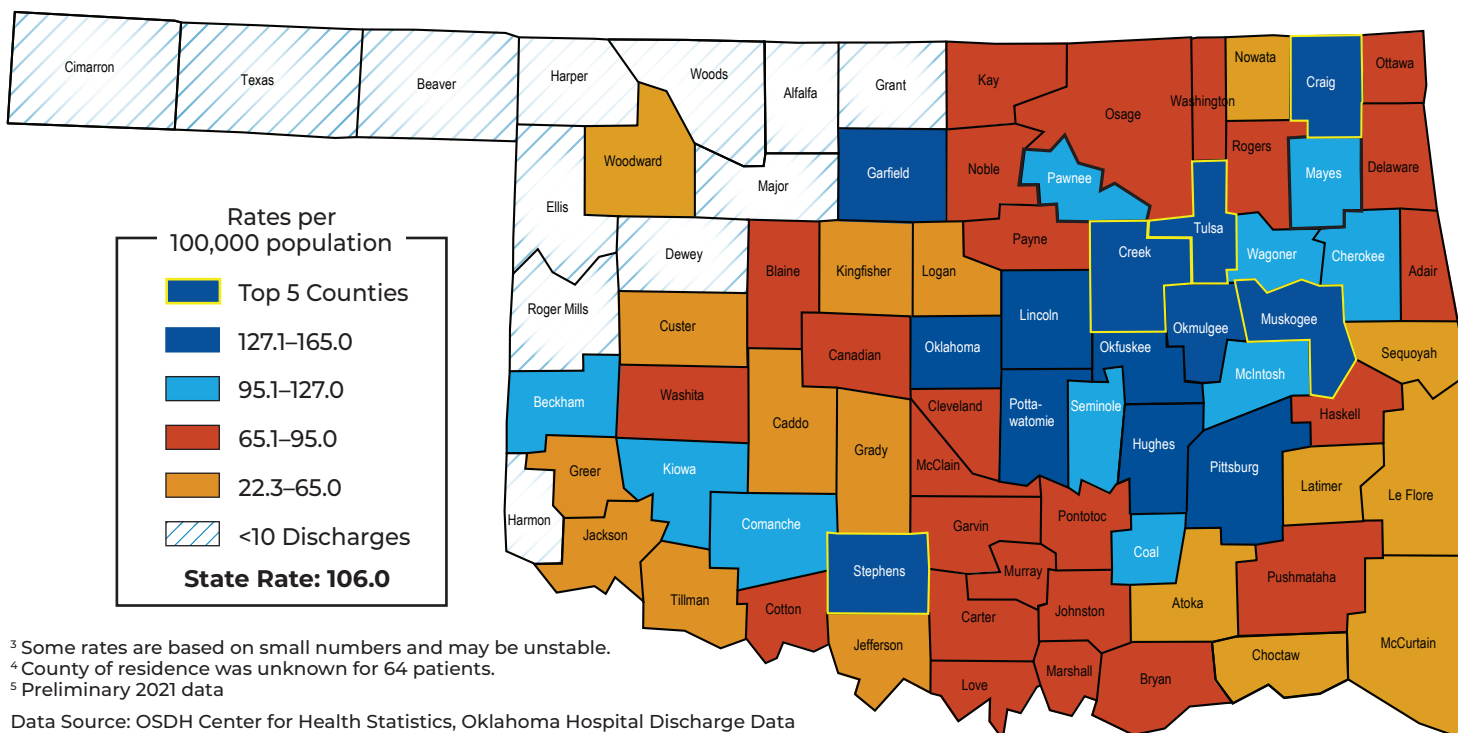 Cimarron
Texas
Beaver
Harper
Woods
Alfalfa
Grant
Kay
Osage
Washington
Nowata
Craig
Ottawa
Woodward
Ellis
Major
Garfield
Noble
Pawnee
Rogers
Mayes
Delaware
Dewey
Blaine
Kingfisher
Logan
Payne
Creek
Tulsa
Wagoner
Cherokee
Adair
Roger Mills
Custer
Canadian
Oklahoma
Lincoln
Okfuskee
Okmulgee
Muskogee
Sequoyah
McIntosh
Beckham
Washita
Caddo
Grady
Cleveland
McClain
Potta-
watomie
Seminole
Hughes
Pittsburg
Haskell
Latimer
Le Flore
Greer
Kiowa
Harmon
Jackson
Comanche
Garvin
Pontotoc
Coal
Tillman
Cotton
Stephens
Murray
Johnston
Atoka
Pushmataha
Jefferson
Carter
Love
Marshall
Bryan
Choctaw
McCurtain
Rates per
100,000 population
Top 5 Counties
127.1–165.0
95.1–127.0
65.1–95.0
22.3–65.0
<10 Discharges
State Rate: 106.0
³ Some rates are based on small numbers and may be unstable.
⁴ County of residence was unknown for 64 patients.
⁵ Preliminary 2021 data
Data Source: OSDH Center for Health Statistics, Oklahoma Hospital Discharge Data